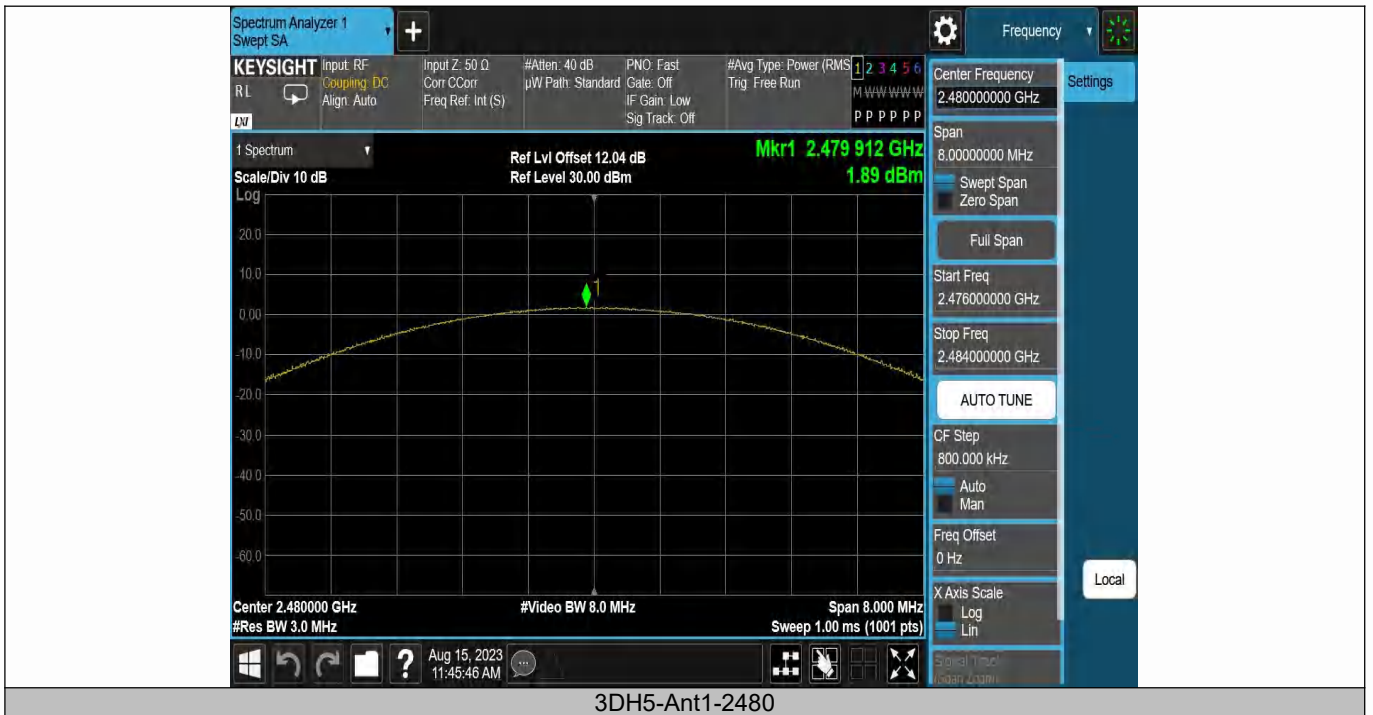 Spectrum Analyzer 1
Swept SA
+
Frequency
KEYSIGHT
RL
LXI
Input: RF
Coupling: DC
Align: Auto
Input Z: 50 Ω
Corr CCorr
Freq Ref: Int (S)
#Atten: 40 dB
µW Path: Standard
PNO: Fast
Gate: Off
IF Gain: Low
Sig Track: Off
#Avg Type: Power (RMS
Trig: Free Run
1 2 3 4 5 6
M W W W W W
P P P P P P
1 Spectrum
Scale/Div 10 dB
Log
Ref Lvl Offset 12.04 dB
Ref Level 30.00 dBm
Mkr1 2.479 912 GHz
1.89 dBm
20.0
10.0
0.00
-10.0
-20.0
-30.0
-40.0
-50.0
-60.0
1
Center 2.480000 GHz
#Res BW 3.0 MHz
#Video BW 8.0 MHz
Span 8.000 MHz
Sweep 1.00 ms (1001 pts)
Center Frequency
2.480000000 GHz
Settings
Span
8.00000000 MHz
Swept Span
Zero Span
Full Span
Start Freq
2.476000000 GHz
Stop Freq
2.484000000 GHz
AUTO TUNE
CF Step
800.000 kHz
Auto
Man
Freq Offset
0 Hz
X Axis Scale
Log
Lin
Signal Track
(Span Zoom)
Local
?
Aug 15, 2023
11:45:46 AM
3DH5-Ant1-2480